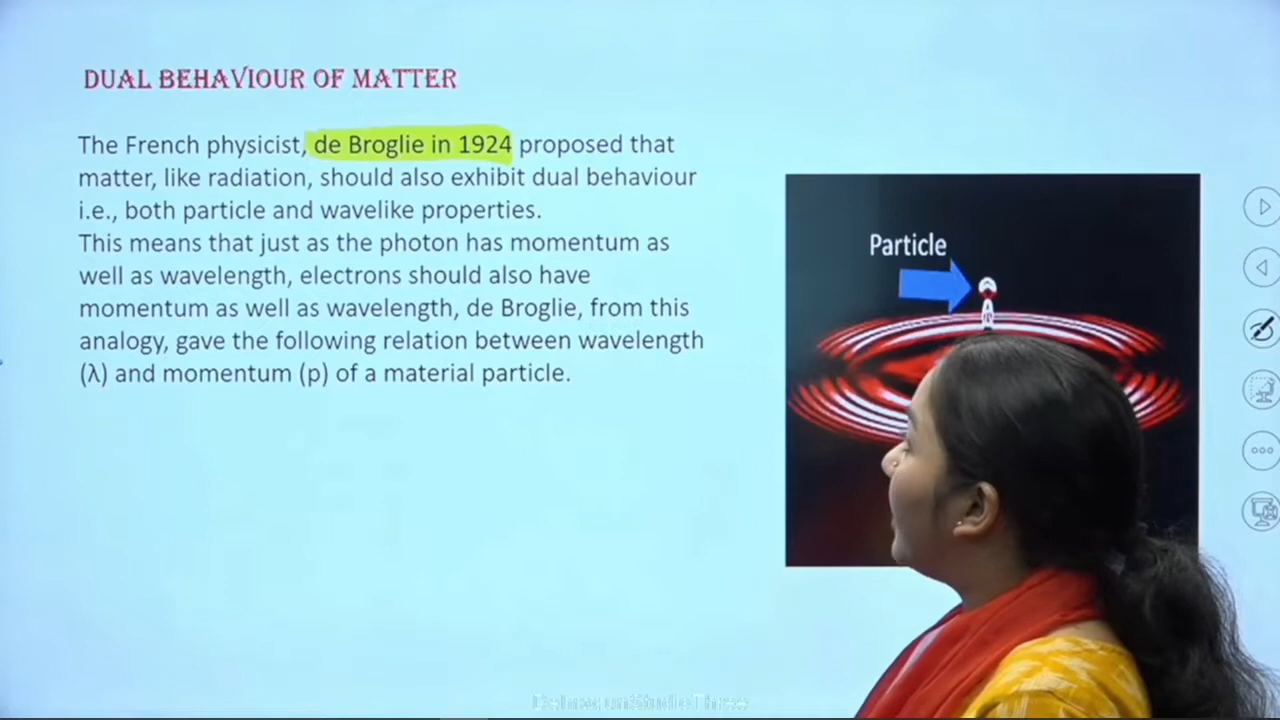 DUAL BEHAVIOUR OF MATTER
The French physicist, de Broglie in 1924 proposed that
matter, like radiation, should also exhibit dual behaviour
i.e., both particle and wavelike properties.
This means that just as the photon has momentum as
well as wavelength, electrons should also have
momentum as well as wavelength, de Broglie, from this
analogy, gave the following relation between wavelength
(λ) and momentum (p) of a material particle.
Particle